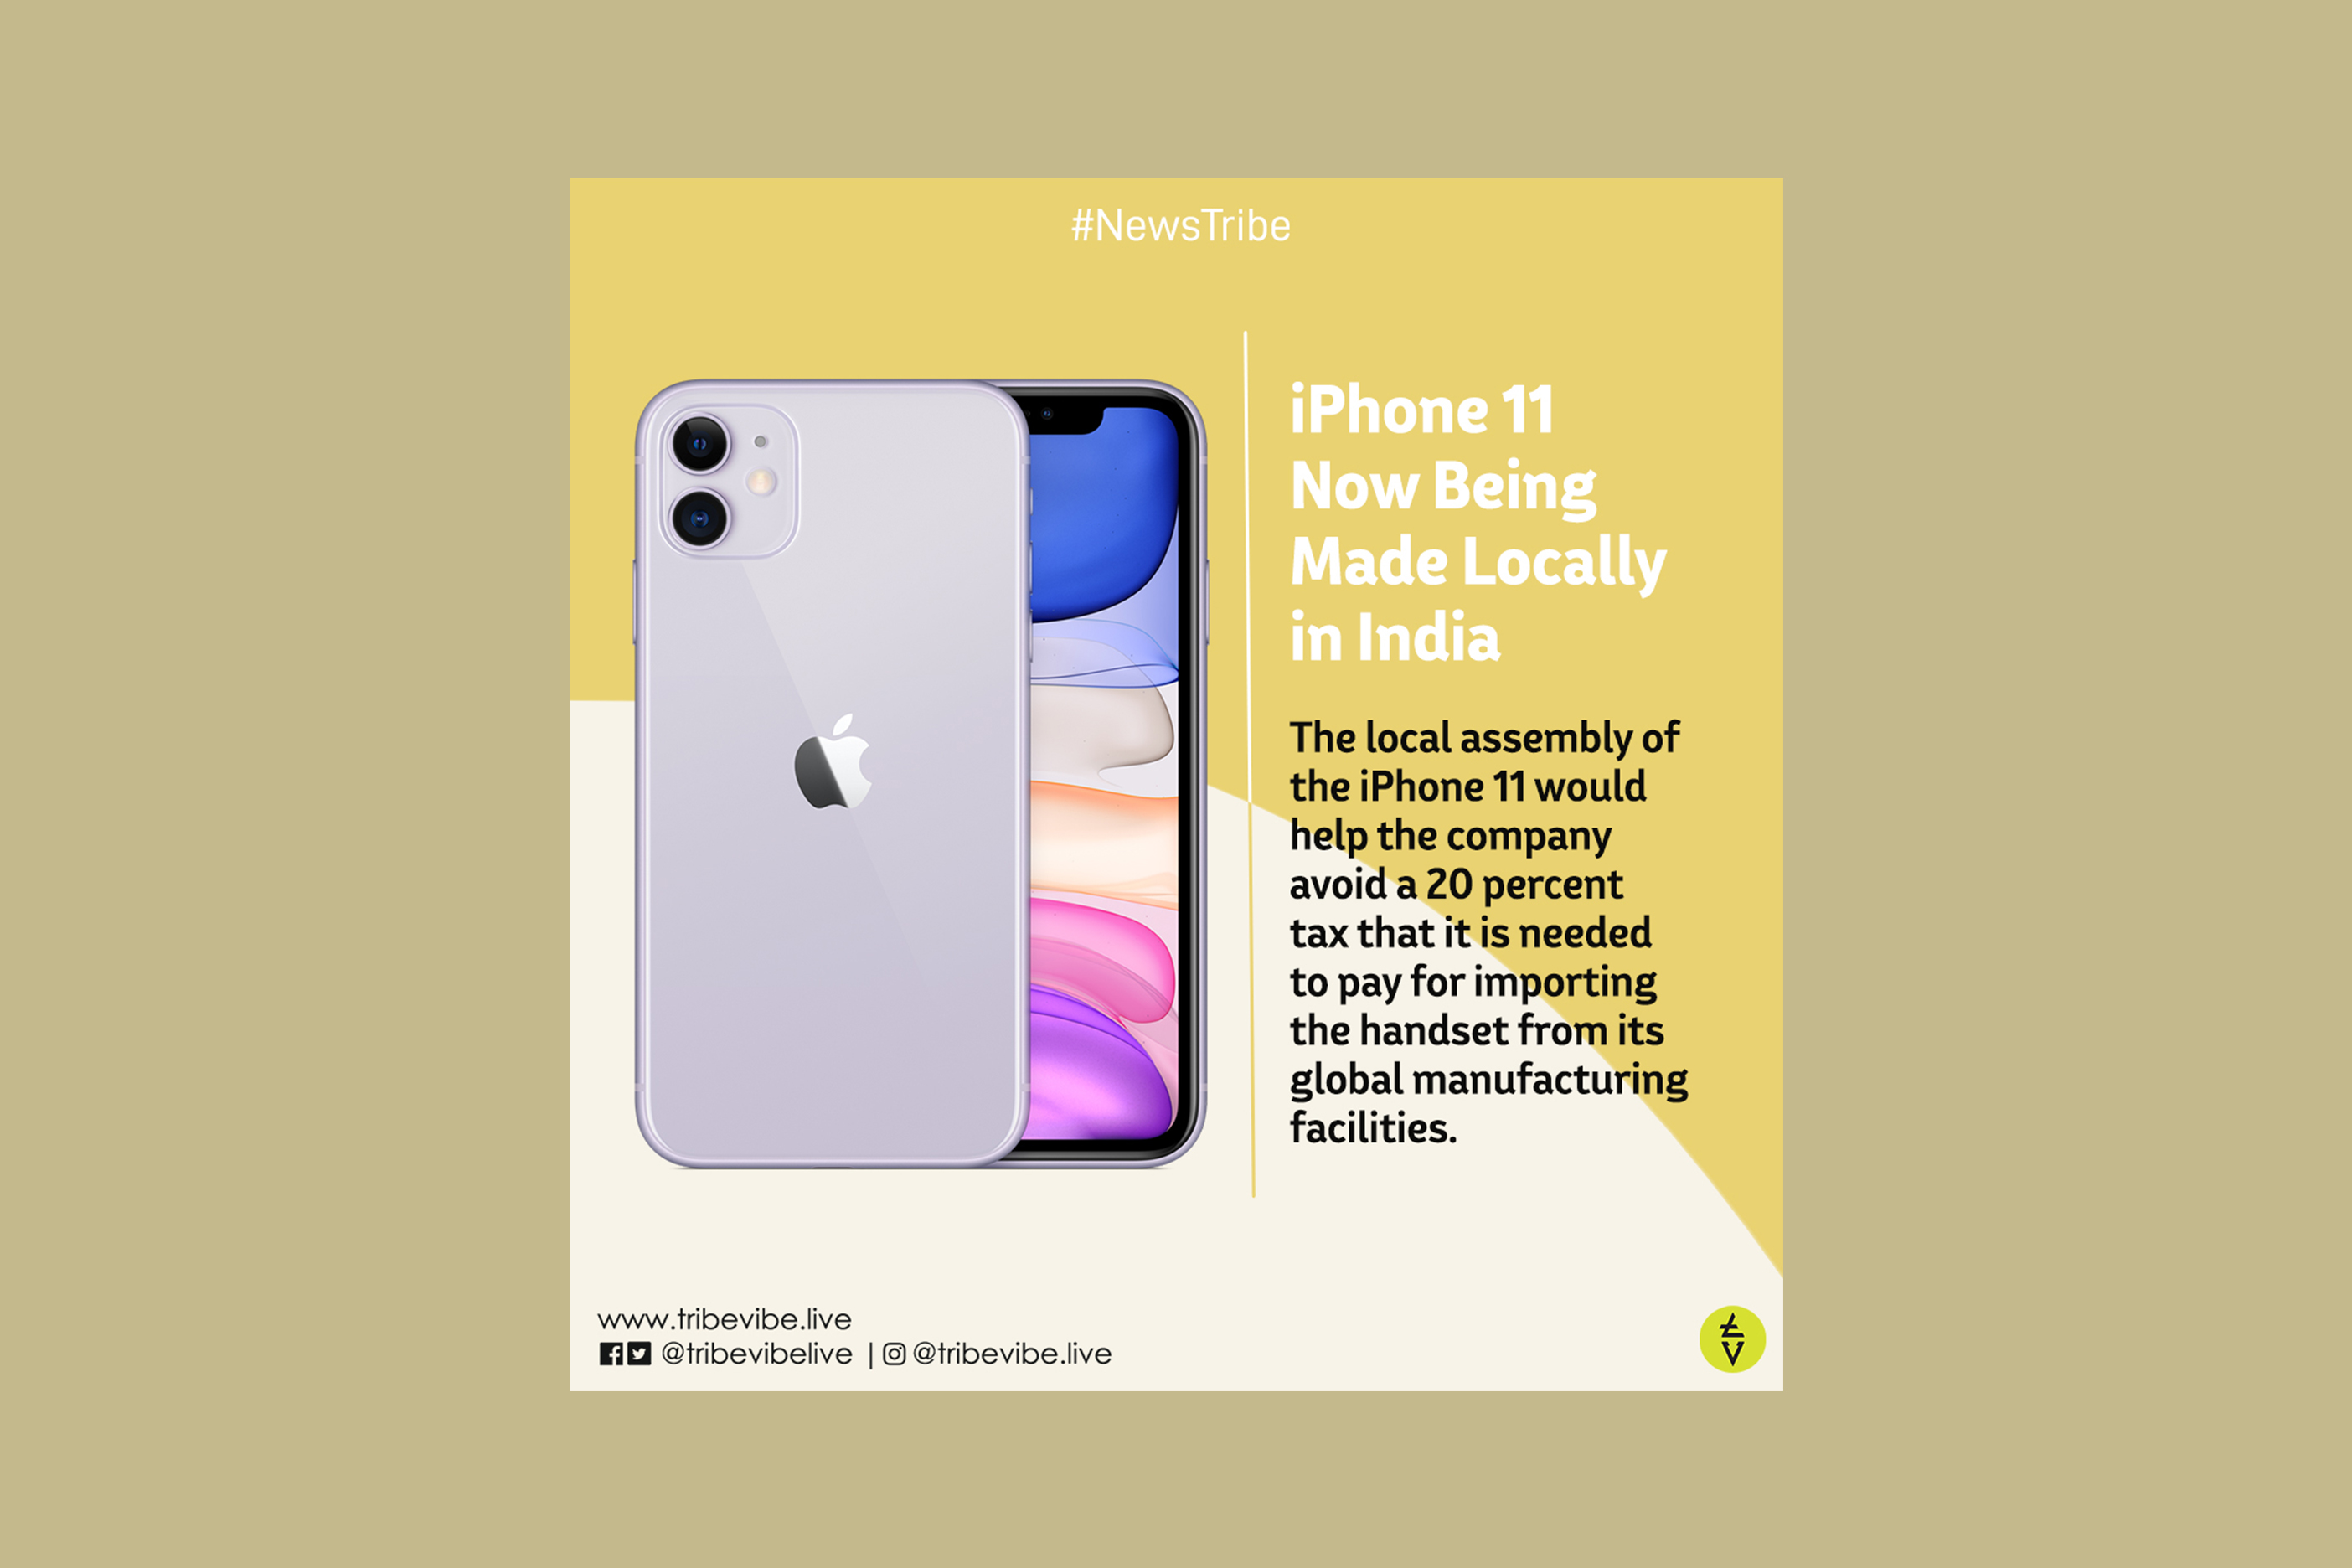 #NewsTribe
iPhone 11
Now Being
Made Locally
in India
The local assembly of
the iPhone 11 would
help the company
avoid a 20 percent
tax that it is needed
to pay for importing
the handset from its
global manufacturing
facilities.
www.tribevibe.live
@tribevibelive | @tribevibe.live